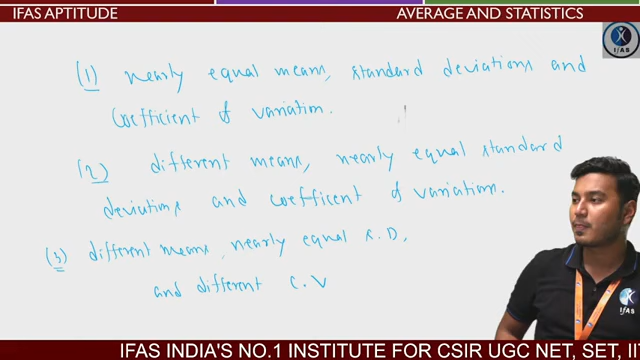 IFAS APTITUDE
AVERAGE AND STATISTICS
IFAS
(1) nearly equal means, standard deviations and
coefficient of variation.
(2) different means, nearly equal standard
deviations and coefficent of variation.
(3) different means, nearly equal S.D,
and different C.V
IFAS
IFAS INDIA'S NO.1 INSTITUTE FOR CSIR UGC NET, SET, IIT